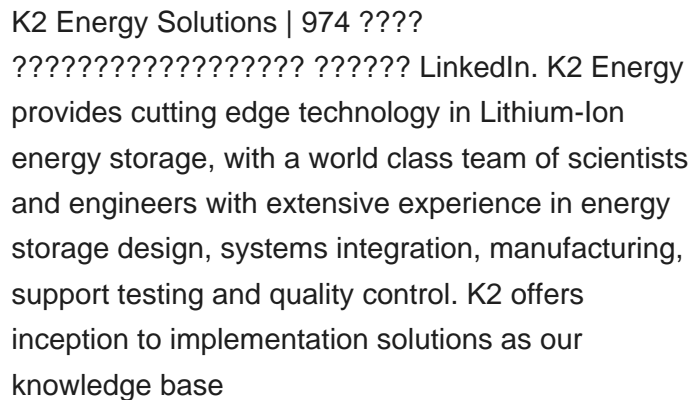 K2 Energy Solutions | 974 ????
?????????????????? ?????? LinkedIn. K2 Energy
provides cutting edge technology in Lithium-Ion
energy storage, with a world class team of scientists
and engineers with extensive experience in energy
storage design, systems integration, manufacturing,
support testing and quality control. K2 offers
inception to implementation solutions as our
knowledge base